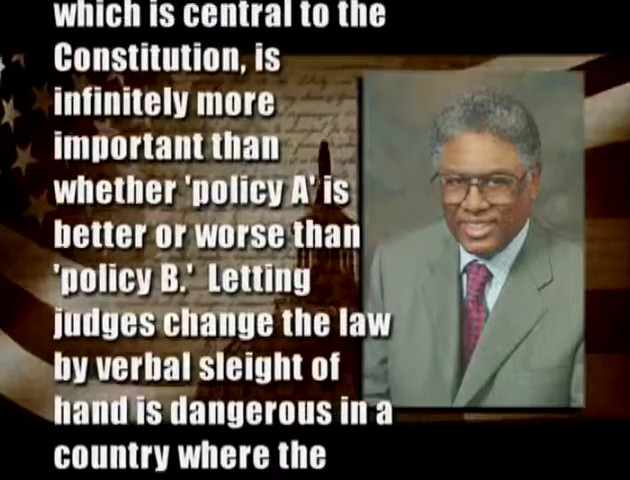 which is central to the
Constitution, is
infinitely more
important than
whether 'policy A' is
better or worse than
'policy B.' Letting
judges change the law
by verbal sleight of
hand is dangerous in a
country where the